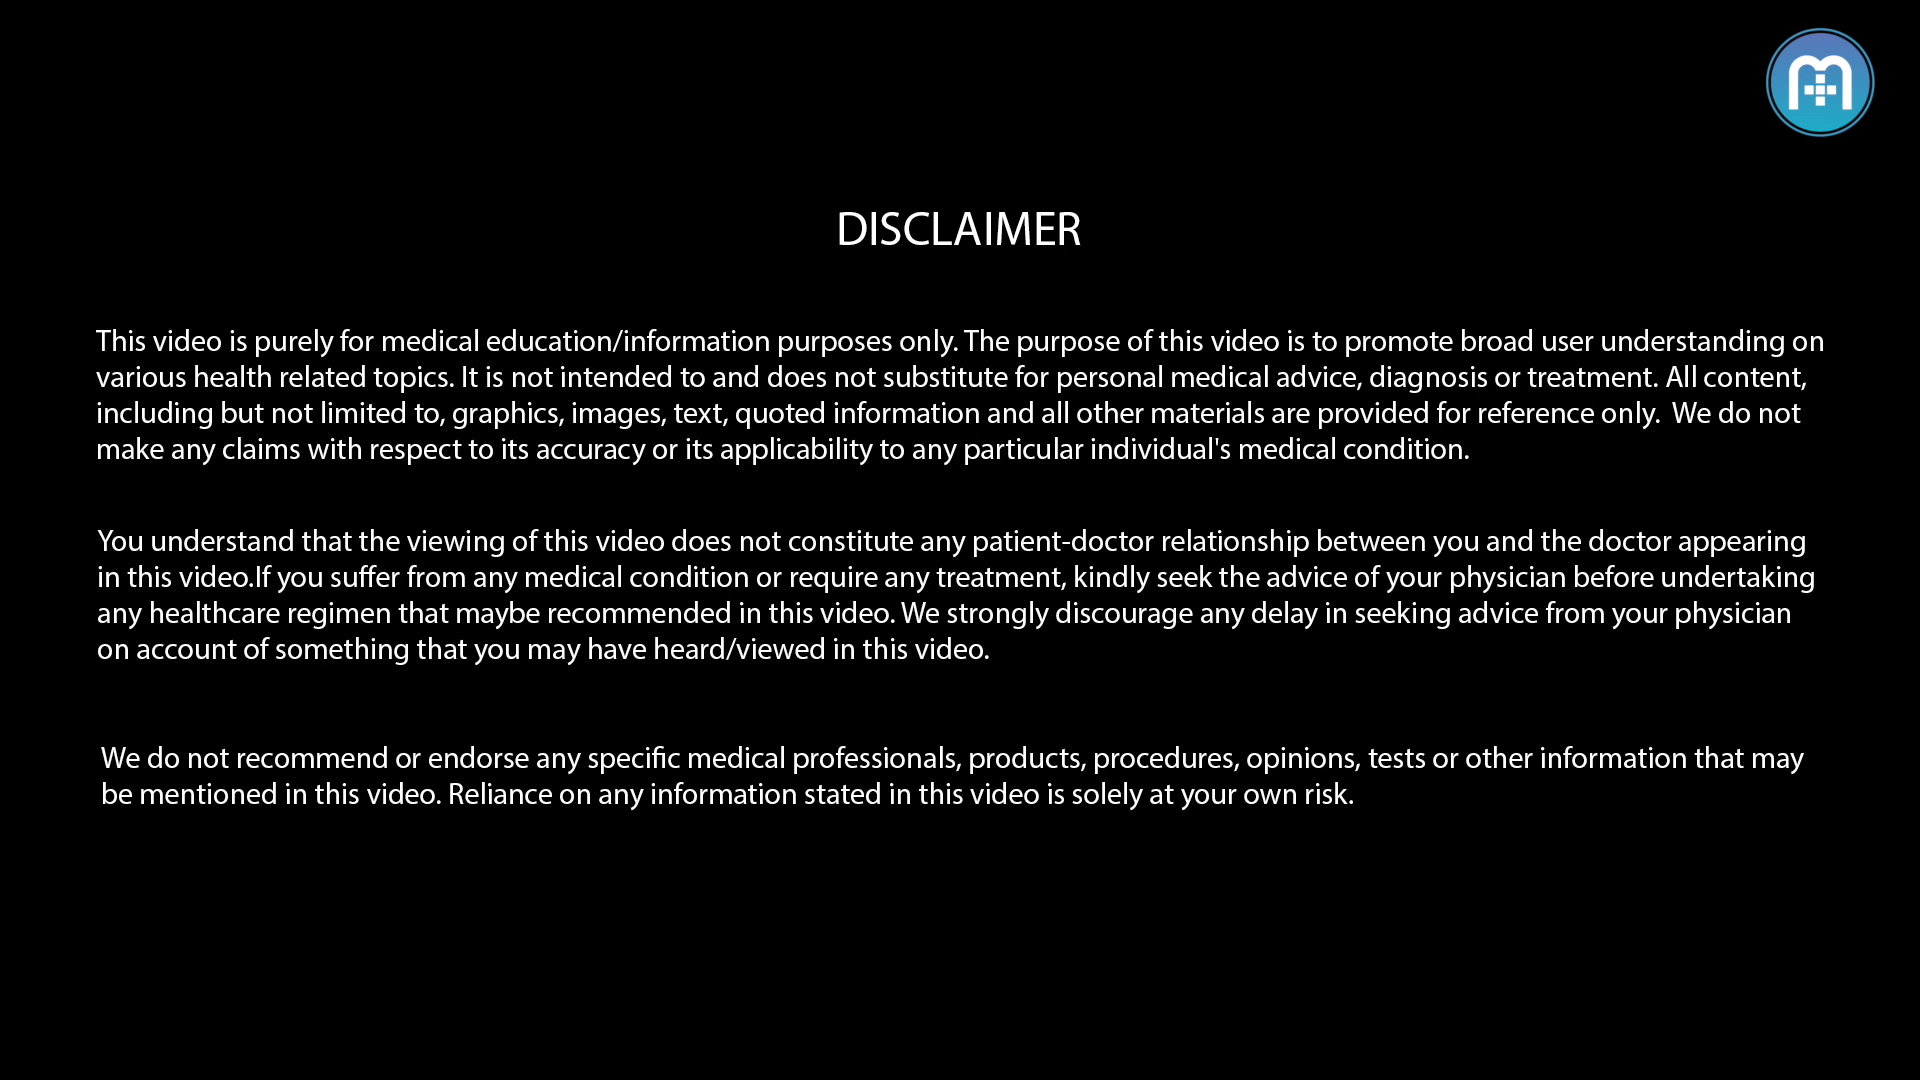 DISCLAIMER
This video is purely for medical education/information purposes only. The purpose of this video is to promote broad user understanding on
various health related topics. It is not intended to and does not substitute for personal medical advice, diagnosis or treatment. All content,
including but not limited to, graphics, images, text, quoted information and all other materials are provided for reference only.  We do not
make any claims with respect to its accuracy or its applicability to any particular individual's medical condition.
You understand that the viewing of this video does not constitute any patient-doctor relationship between you and the doctor appearing
in this video.If you suffer from any medical condition or require any treatment, kindly seek the advice of your physician before undertaking
any healthcare regimen that maybe recommended in this video. We strongly discourage any delay in seeking advice from your physician
on account of something that you may have heard/viewed in this video.
We do not recommend or endorse any specific medical professionals, products, procedures, opinions, tests or other information that may
be mentioned in this video. Reliance on any information stated in this video is solely at your own risk.